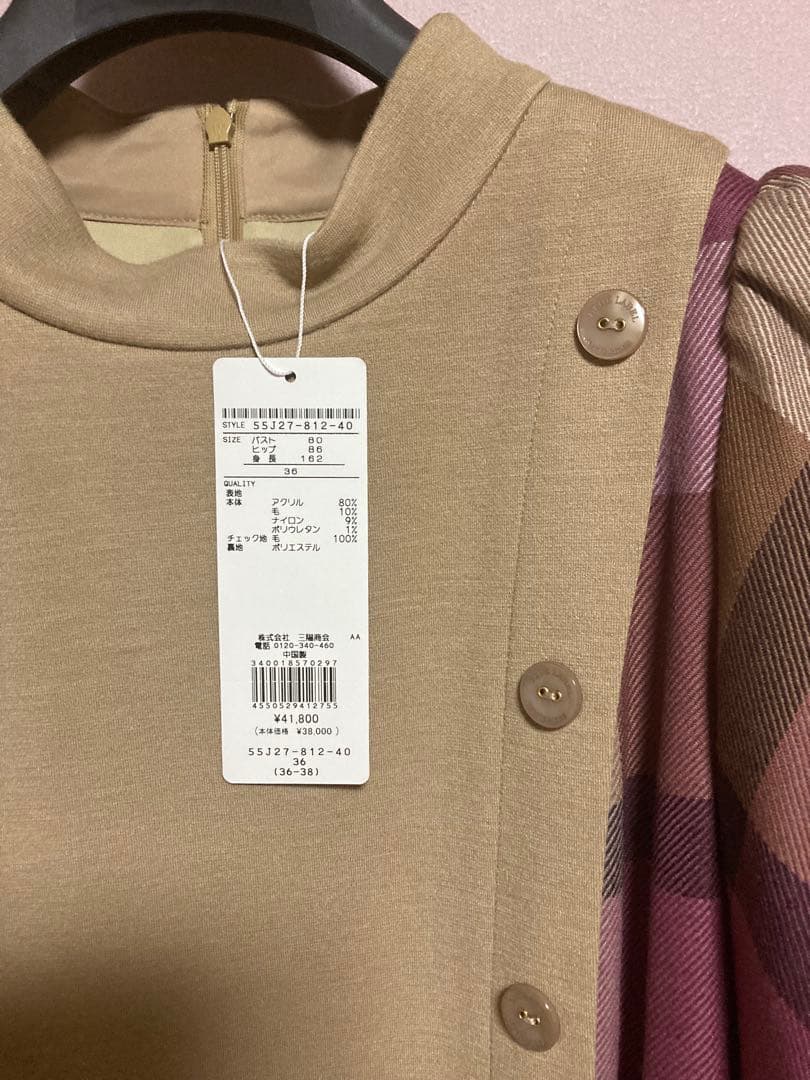 STYLE 55J27-812-40
SIZE バスト 80
ヒップ 86
身長 162
36
QUALITY
表地
本体 アクリル 80%
毛 10%
ナイロン 9%
ポリウレタン 1%
チェック地 毛 100%
裏地 ポリエステル
株式会社 三陽商会 AA
電話 0120-340-460
中国製
340018570297
4550529412755
¥41,800
(本体価格 ¥38,000)
55J27-812-40
36
(36-38)
LABEL